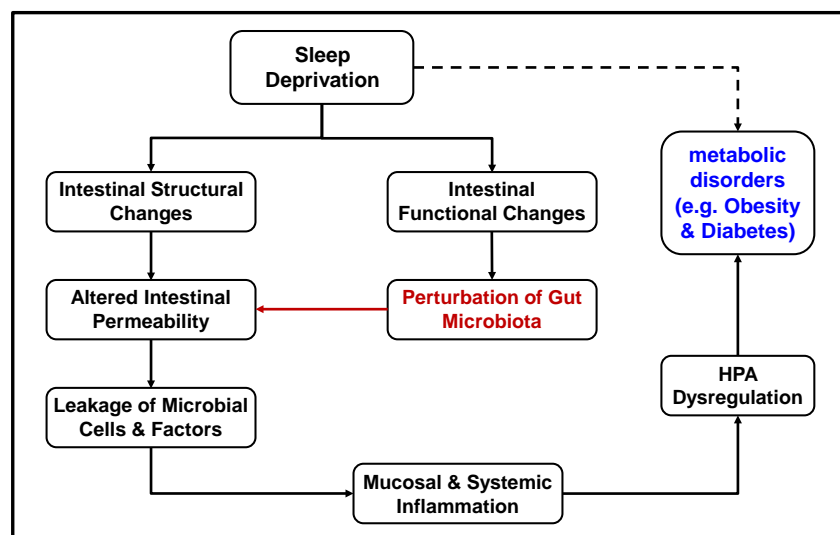 Sleep
Deprivation
metabolic
disorders
(e.g. Obesity
& Diabetes)
Intestinal Structural
Changes
Intestinal
Functional Changes
Altered Intestinal
Permeability
Perturbation of Gut
Microbiota
HPA
Dysregulation
Leakage of Microbial
Cells & Factors
Mucosal & Systemic
Inflammation